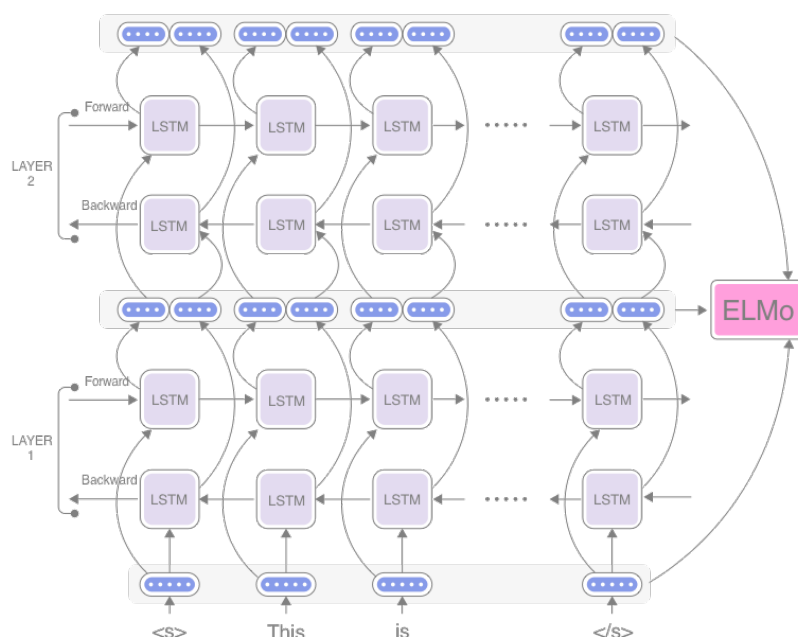 Forward
LSTM LSTM LSTM ····· LSTM
LAYER
2
Backward
LSTM LSTM LSTM ····· LSTM
ELMo
Forward
LSTM LSTM LSTM ····· LSTM
LAYER
1
Backward
LSTM LSTM LSTM ····· LSTM
<s> This is </s>